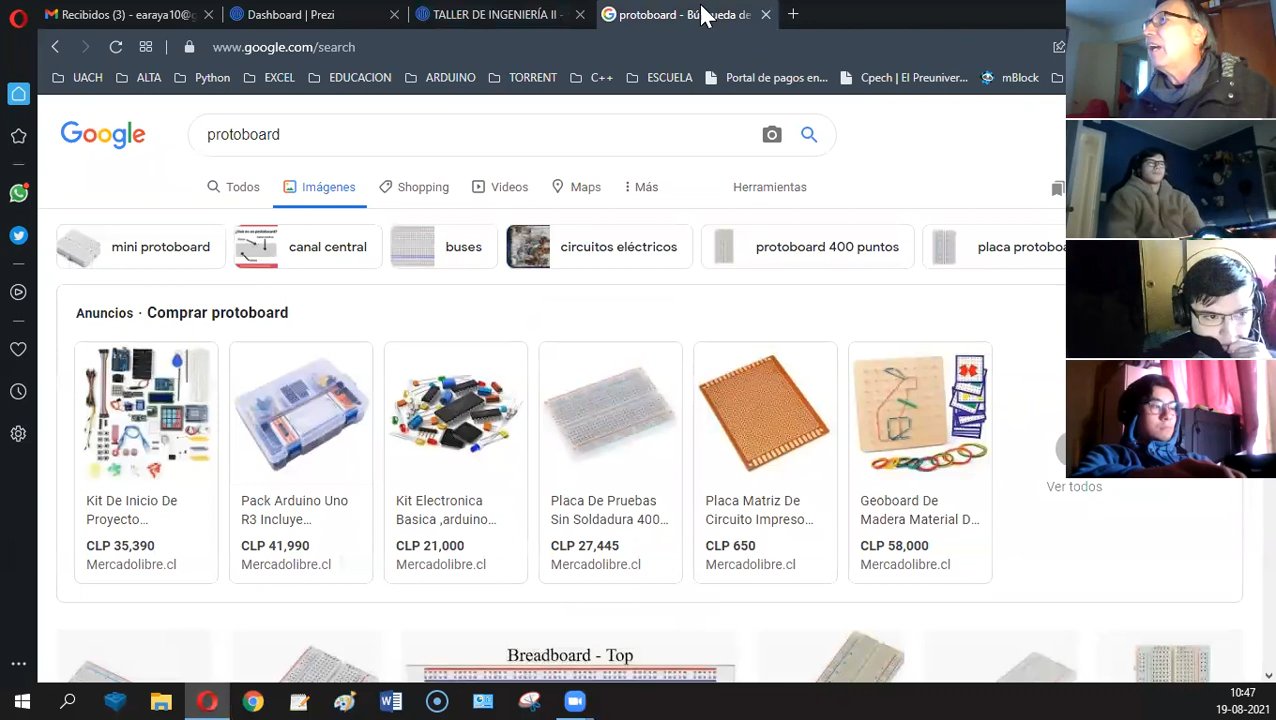 Recibidos (3) - earaya10@g
Dashboard | Prezi
TALLER DE INGENIERÍA II -
protoboard - Búsqueda de
www.google.com/search
UACH
ALTA
Python
EXCEL
EDUCACION
ARDUINO
TORRENT
C++
ESCUELA
Portal de pagos en...
Cpech | El Preuniver...
mBlock
Google
protoboard
Todos
Imágenes
Shopping
Videos
Maps
Más
Herramientas
mini protoboard
canal central
buses
circuitos eléctricos
protoboard 400 puntos
placa protoboa
Anuncios · Comprar protoboard
Kit De Inicio De
Proyecto...
CLP 35,390
Mercadolibre.cl
Pack Arduino Uno
R3 Incluye...
CLP 41,990
Mercadolibre.cl
Kit Electronica
Basica ,arduino...
CLP 21,000
Mercadolibre.cl
Placa De Pruebas
Sin Soldadura 400...
CLP 27,445
Mercadolibre.cl
Placa Matriz De
Circuito Impreso...
CLP 650
Mercadolibre.cl
Geoboard De
Madera Material D...
CLP 58,000
Mercadolibre.cl
Ver todos
Breadboard - Top
10:47
19-08-2021